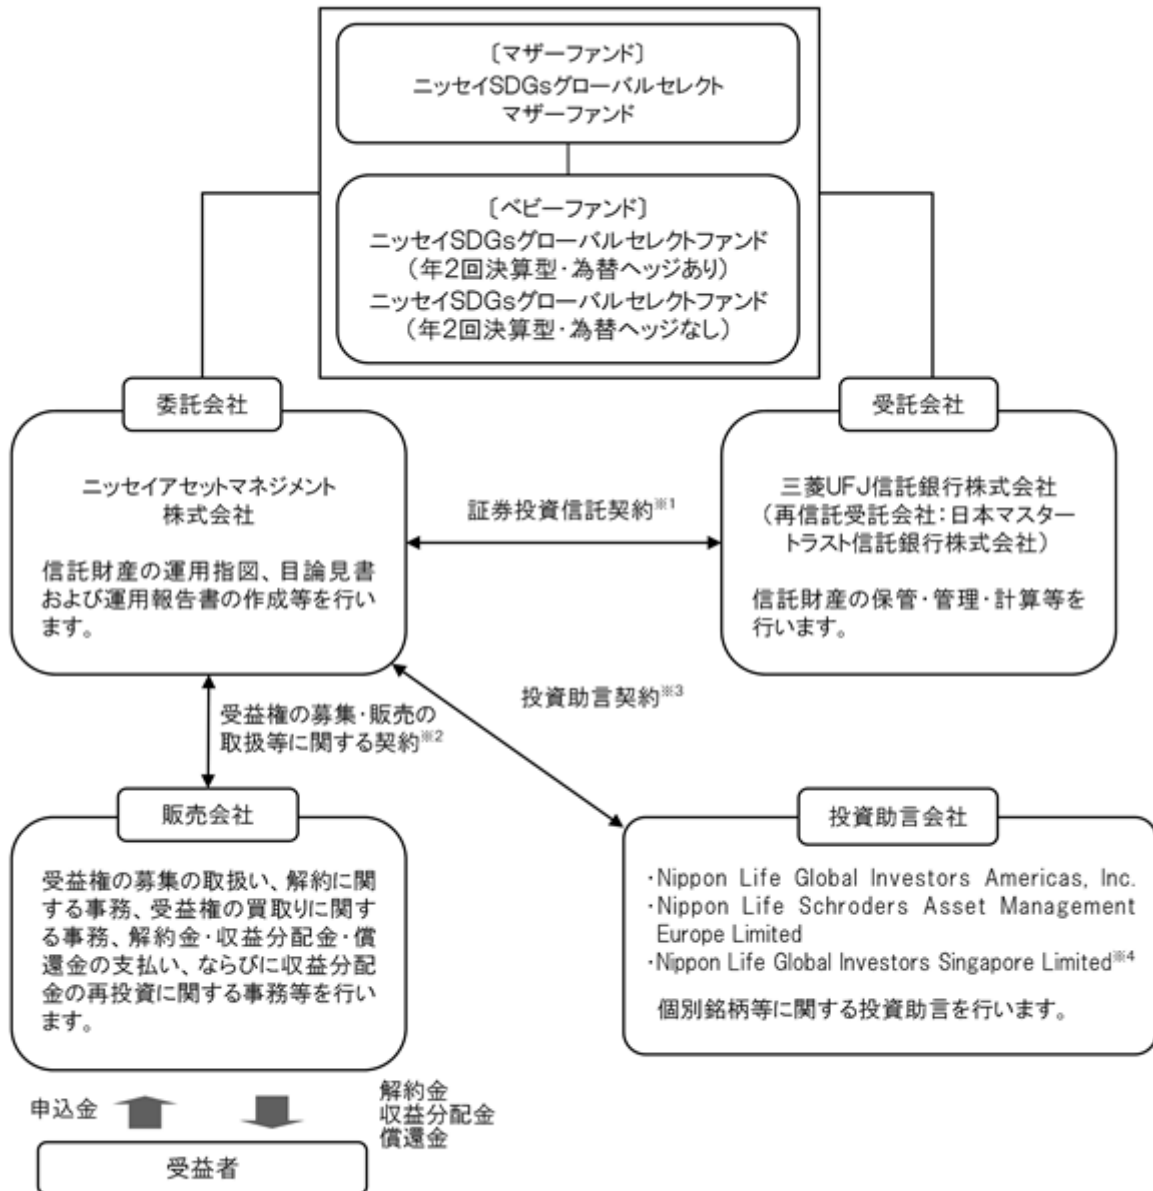 〔マザーファンド〕
ニッセイSDGsグローバルセレクト
マザーファンド
〔ベビーファンド〕
ニッセイSDGsグローバルセレクトファンド
（年2回決算型・為替ヘッジあり）
ニッセイSDGsグローバルセレクトファンド
（年2回決算型・為替ヘッジなし）
委託会社
ニッセイアセットマネジメント
株式会社
信託財産の運用指図、目論見書
および運用報告書の作成等を行い
ます。
証券投資信託契約※1
受託会社
三菱UFJ信託銀行株式会社
（再信託受託会社：日本マスター
トラスト信託銀行株式会社）
信託財産の保管・管理・計算等を
行います。
受益権の募集・販売の
取扱等に関する契約※2
投資助言契約※3
販売会社
受益権の募集の取扱い、解約に関
する事務、受益権の買取りに関す
る事務、解約金・収益分配金・償
還金の支払い、ならびに収益分配
金の再投資に関する事務等を行い
ます。
投資助言会社
・Nippon Life Global Investors Americas, Inc.
・Nippon Life Schroders Asset Management
Europe Limited
・Nippon Life Global Investors Singapore Limited※4
個別銘柄等に関する投資助言を行います。
申込金
解約金
収益分配金
償還金
受益者